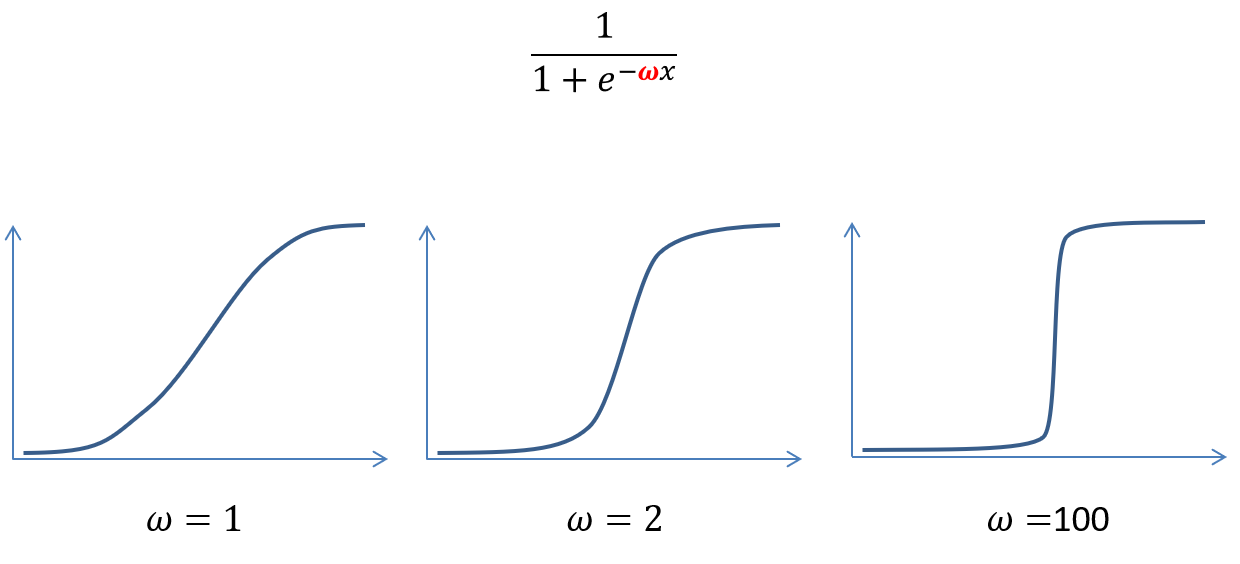 1
1 + e^−ωx
ω = 1
ω = 2
ω =100